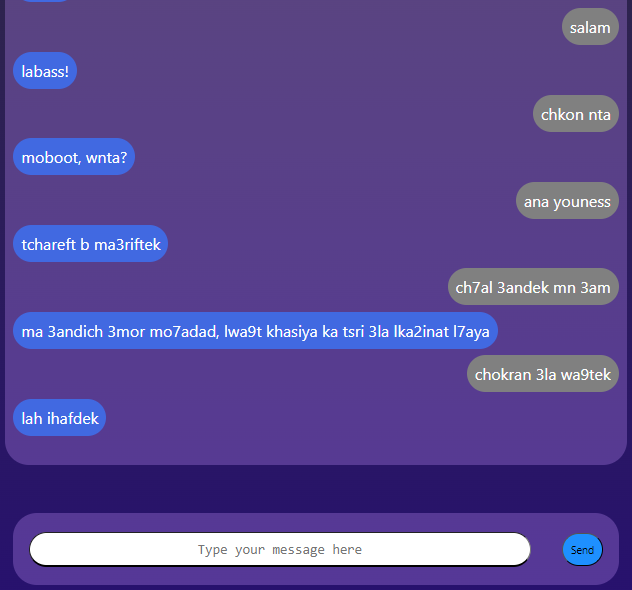 salam
labass!
chkon nta
moboot, wnta?
ana youness
tchareft b ma3riftek
ch7al 3andek mn 3am
ma 3andich 3mor mo7adad, lwa9t khasiya ka tsri 3la lka2inat l7aya
chokran 3la wa9tek
lah ihafdek
Type your message here
Send